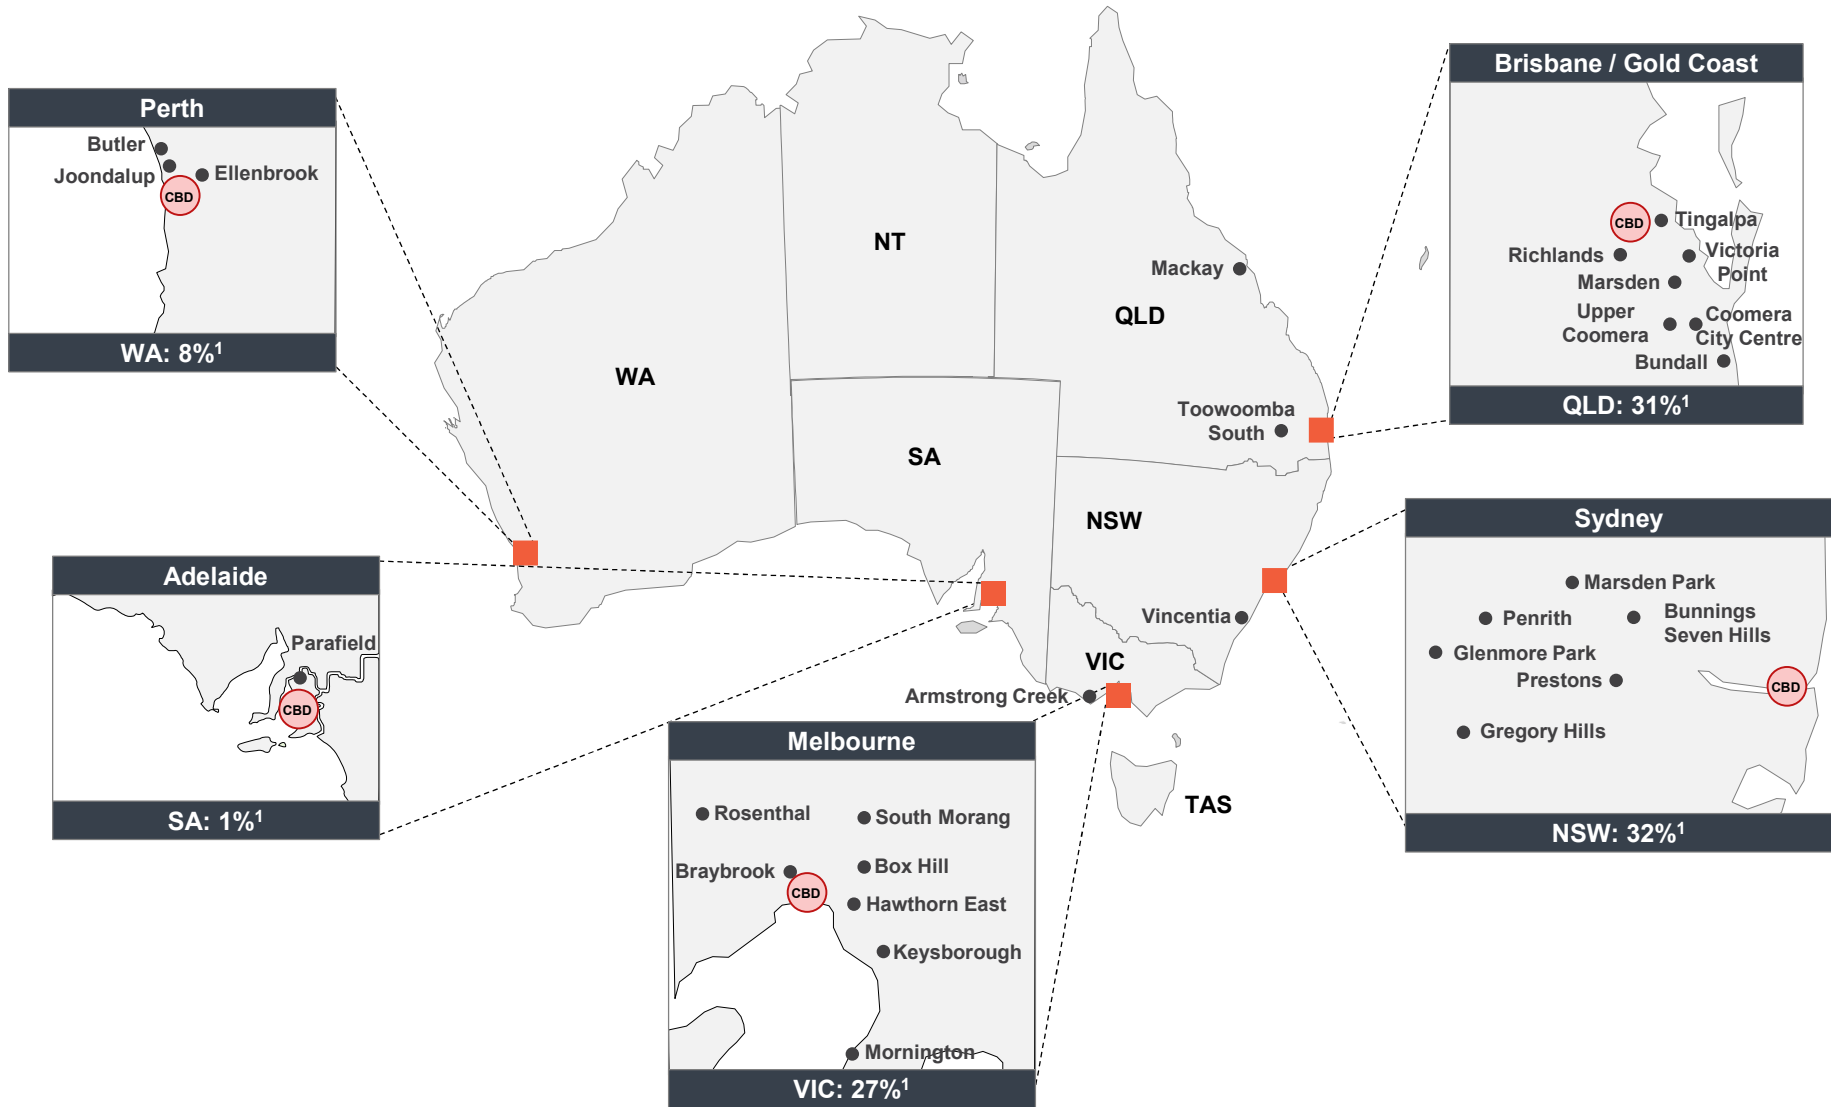 Perth
Butler
Joondalup
Ellenbrook
CBD
WA: 8%¹
Adelaide
Parafield
CBD
SA: 1%¹
NT
WA
SA
QLD
NSW
VIC
TAS
Mackay
Toowoomba
South
Vincentia
Armstrong Creek
Melbourne
Rosenthal
South Morang
Braybrook
Box Hill
CBD
Hawthorn East
Keysborough
Mornington
VIC: 27%¹
Brisbane / Gold Coast
CBD
Tingalpa
Richlands
Victoria
Point
Marsden
Upper
Coomera
Coomera
City Centre
Bundall
QLD: 31%¹
Sydney
Marsden Park
Penrith
Bunnings
Seven Hills
Glenmore Park
Prestons
CBD
Gregory Hills
NSW: 32%¹